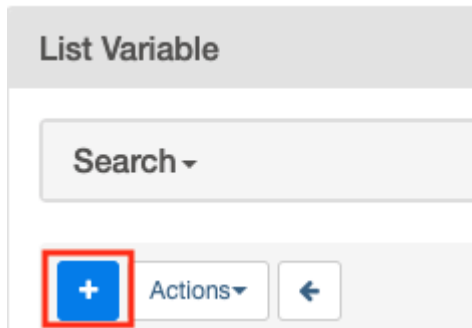 List Variable
Search
+ Actions